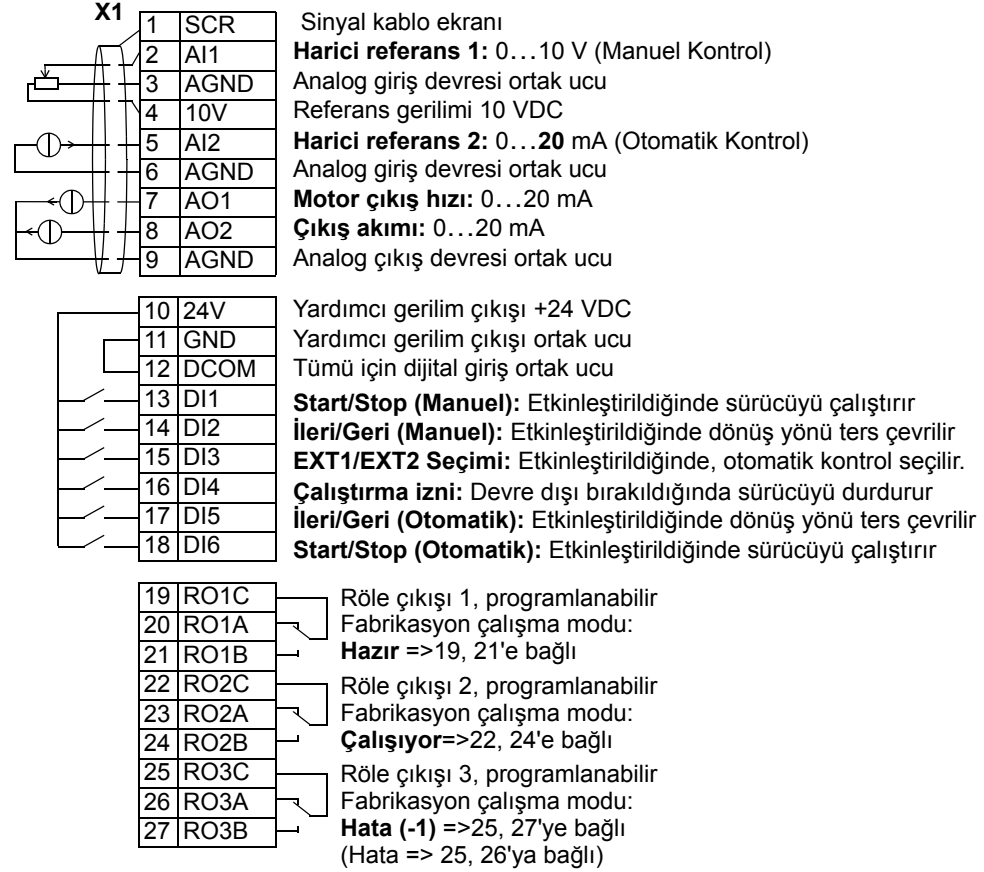 X1
1 SCR Sinyal kablo ekranı
2 AI1 Harici referans 1: 0…10 V (Manuel Kontrol)
3 AGND Analog giriş devresi ortak ucu
4 10V Referans gerilimi 10 VDC
5 AI2 Harici referans 2: 0…20 mA (Otomatik Kontrol)
6 AGND Analog giriş devresi ortak ucu
7 AO1 Motor çıkış hızı: 0…20 mA
8 AO2 Çıkış akımı: 0…20 mA
9 AGND Analog çıkış devresi ortak ucu
10 24V Yardımcı gerilim çıkışı +24 VDC
11 GND Yardımcı gerilim çıkışı ortak ucu
12 DCOM Tümü için dijital giriş ortak ucu
13 DI1 Start/Stop (Manuel): Etkinleştirildiğinde sürücüyü çalıştırır
14 DI2 İleri/Geri (Manuel): Etkinleştirildiğinde dönüş yönü ters çevrilir
15 DI3 EXT1/EXT2 Seçimi: Etkinleştirildiğinde, otomatik kontrol seçilir.
16 DI4 Çalıştırma izni: Devre dışı bırakıldığında sürücüyü durdurur
17 DI5 İleri/Geri (Otomatik): Etkinleştirildiğinde dönüş yönü ters çevrilir
18 DI6 Start/Stop (Otomatik): Etkinleştirildiğinde sürücüyü çalıştırır
19 RO1C Röle çıkışı 1, programlanabilir
20 RO1A Fabrikasyon çalışma modu:
21 RO1B Hazır =>19, 21'e bağlı
22 RO2C Röle çıkışı 2, programlanabilir
23 RO2A Fabrikasyon çalışma modu:
24 RO2B Çalışıyor=>22, 24'e bağlı
25 RO3C Röle çıkışı 3, programlanabilir
26 RO3A Fabrikasyon çalışma modu:
27 RO3B Hata (-1) =>25, 27'ye bağlı
(Hata => 25, 26'ya bağlı)